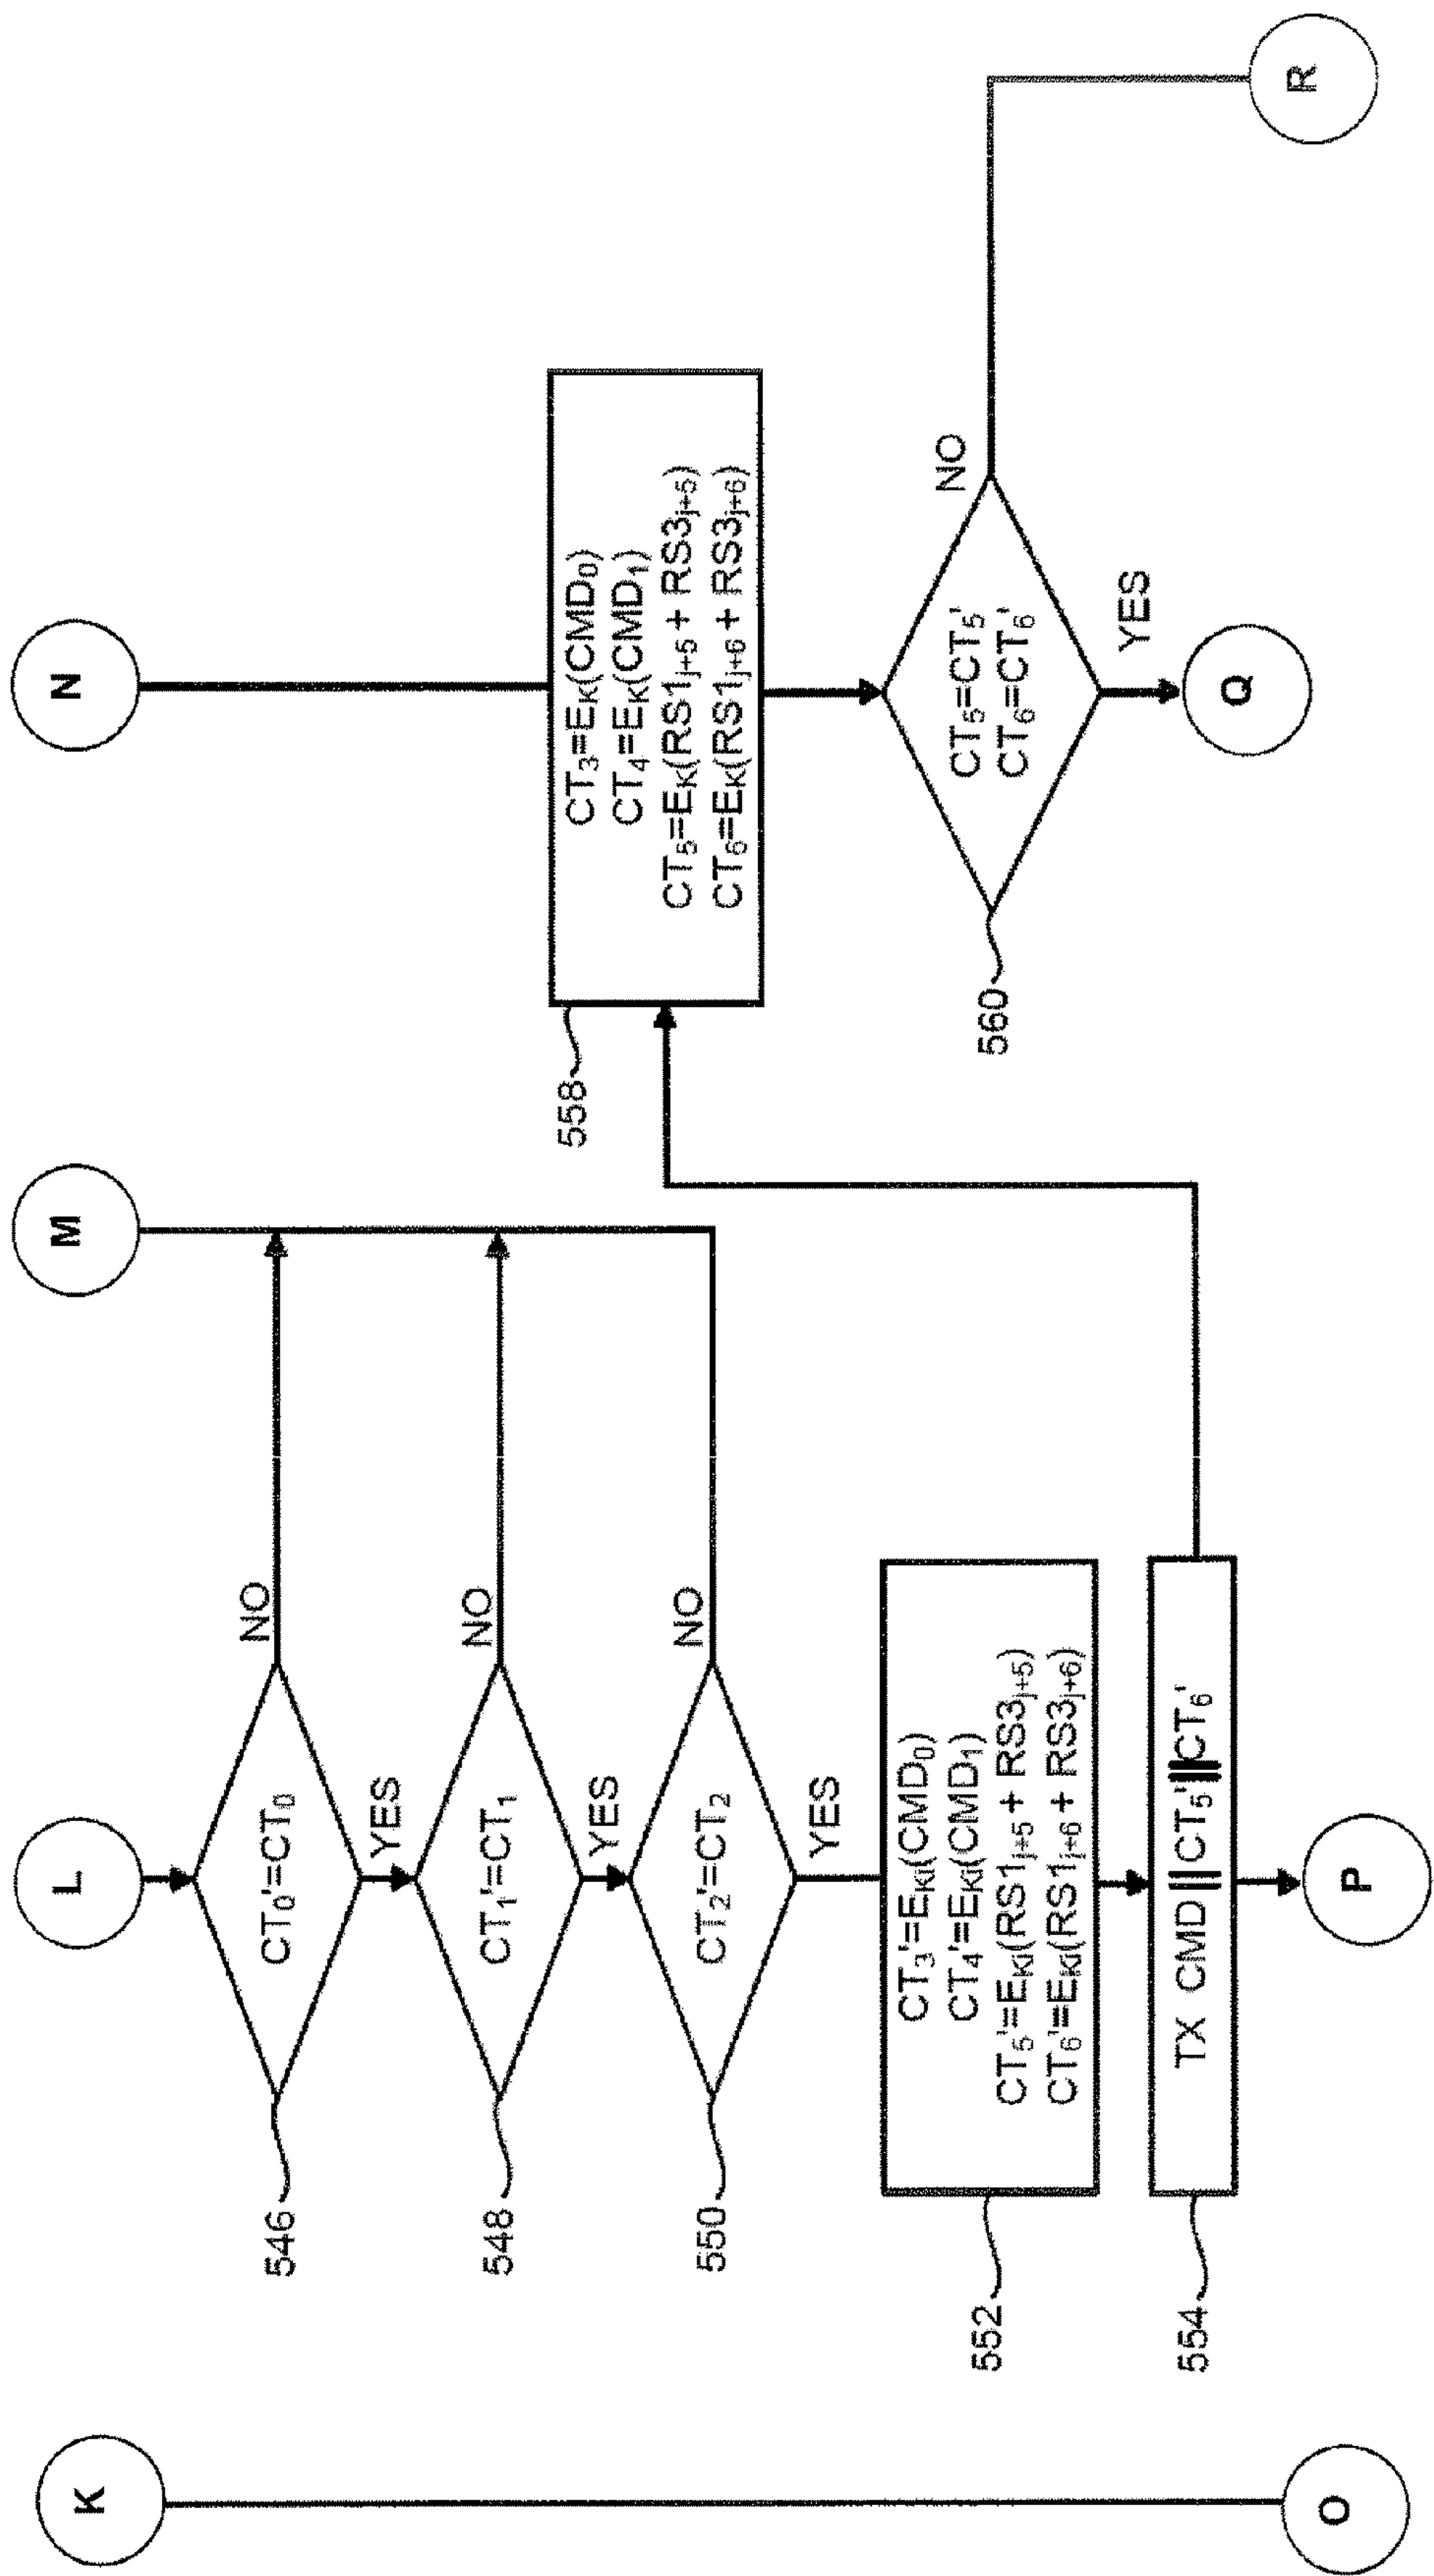 K
L
M
N
CT0'=CT0
NO
546
YES
CT1'=CT1
NO
548
YES
CT2'=CT2
NO
550
YES
CT3'=EKi(CMD0)
CT4'=EKi(CMD1)
CT5'=EKi(RS1j+5 + RS3j+5)
CT6'=EKi(RS1j+6 + RS3j+6)
552
TX CMD||CT5'||CT6'
554
CT3=EK(CMD0)
CT4=EK(CMD1)
CT5=EK(RS1j+5 + RS3j+5)
CT6=EK(RS1j+6 + RS3j+6)
558
CT5=CT5'
CT6=CT6'
NO
560
YES
O
P
Q
R